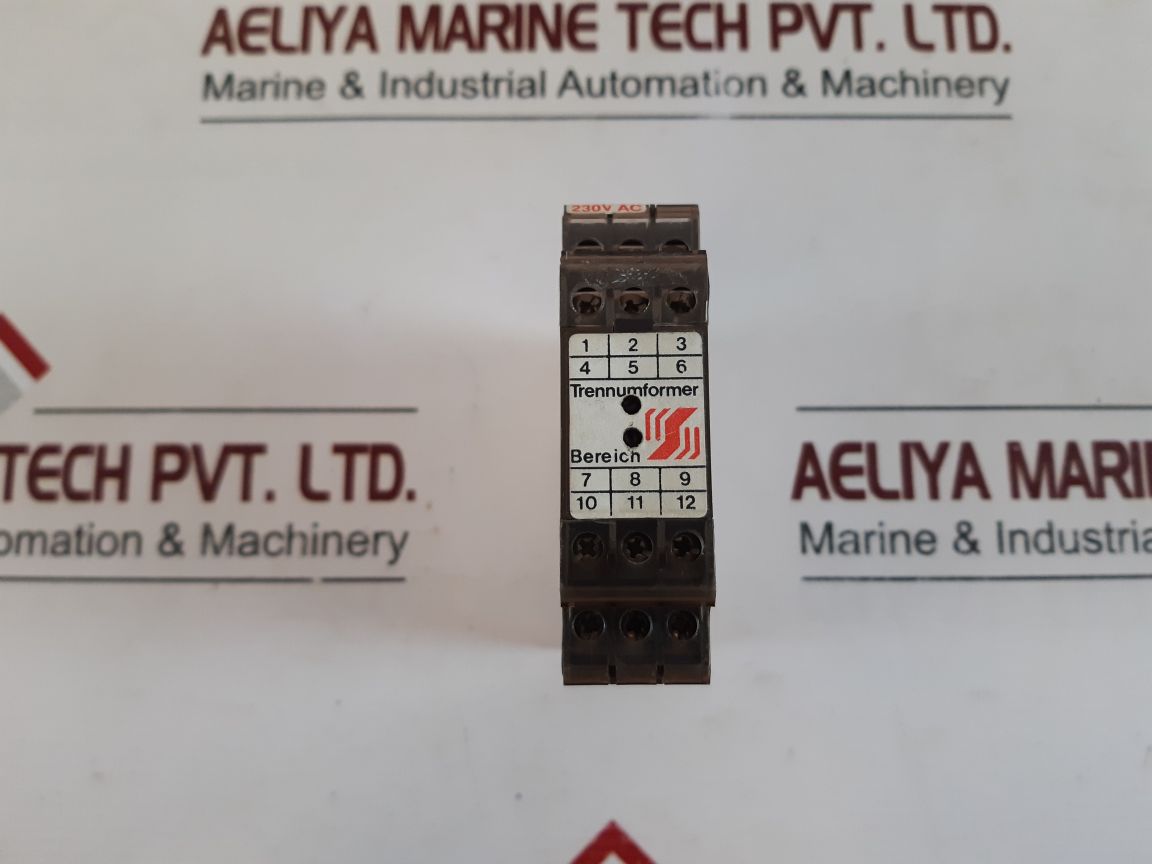 AELIYA MARINE TECH PVT. LTD.
Marine & Industrial Automation & Machinery
230V AC
1 2 3
4 5 6
Trennumformer
Bereich
7 8 9
10 11 12
TECH PVT. LTD.
omation & Machinery
AELIYA MARI
Marine & Industria